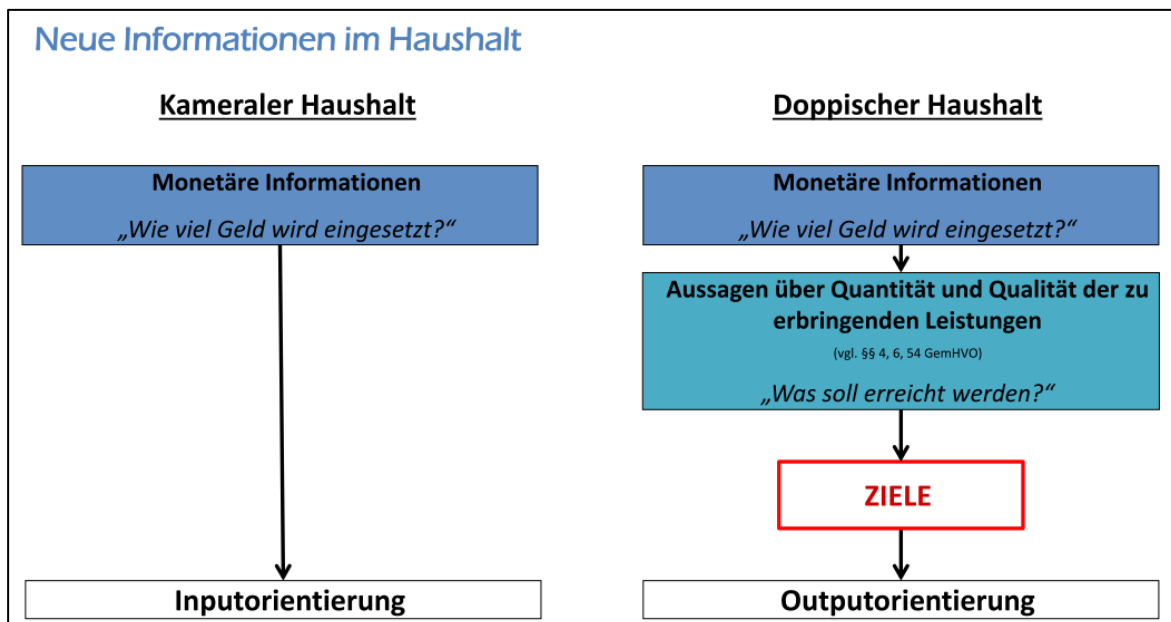 Neue Informationen im Haushalt
Kameraler Haushalt
Monetäre Informationen
„Wie viel Geld wird eingesetzt?“
Inputorientierung
Doppischer Haushalt
Monetäre Informationen
„Wie viel Geld wird eingesetzt?“
Aussagen über Quantität und Qualität der zu
erbringenden Leistungen
(vgl. §§ 4, 6, 54 GemHVO)
„Was soll erreicht werden?“
ZIELE
Outputorientierung